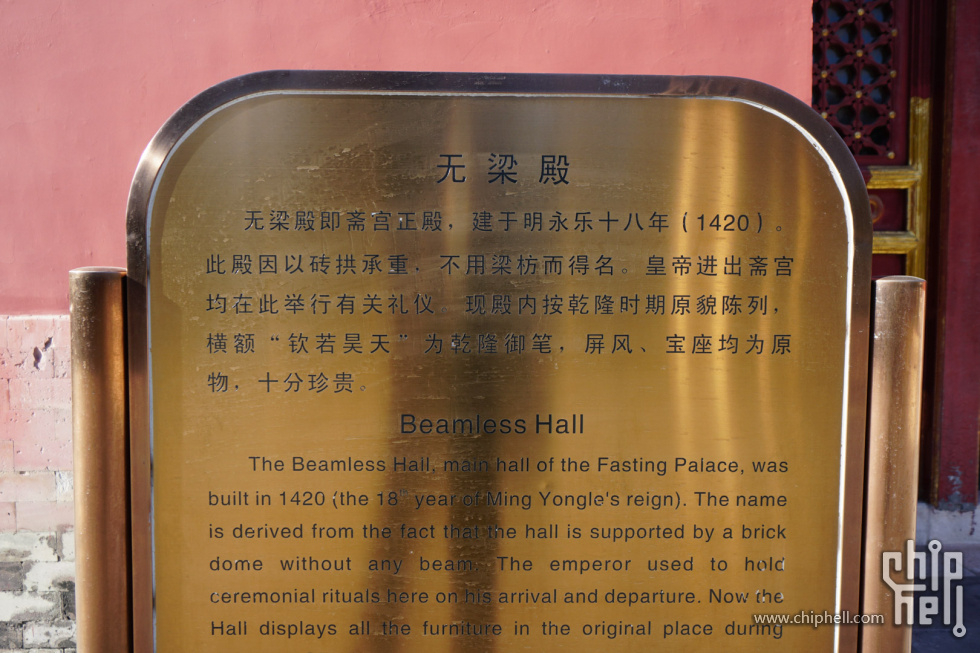 无梁殿
无梁殿即斋宫正殿，建于明永乐十八年（1420）。
此殿因以砖拱承重，不用梁枋而得名。皇帝进出斋宫
均在此举行有关礼仪。现殿内按乾隆时期原貌陈列，
横额“钦若昊天”为乾隆御笔，屏风、宝座均为原
物，十分珍贵。
Beamless Hall
The Beamless Hall, main hall of the Fasting Palace, was
built in 1420 (the 18th year of Ming Yongle's reign). The name
is derived from the fact that the hall is supported by a brick
dome without any beam. The emperor used to hold
ceremonial rituals here on his arrival and departure. Now the
Hall displays all the furniture in the original place during
www.chiphell.com
chip
hell